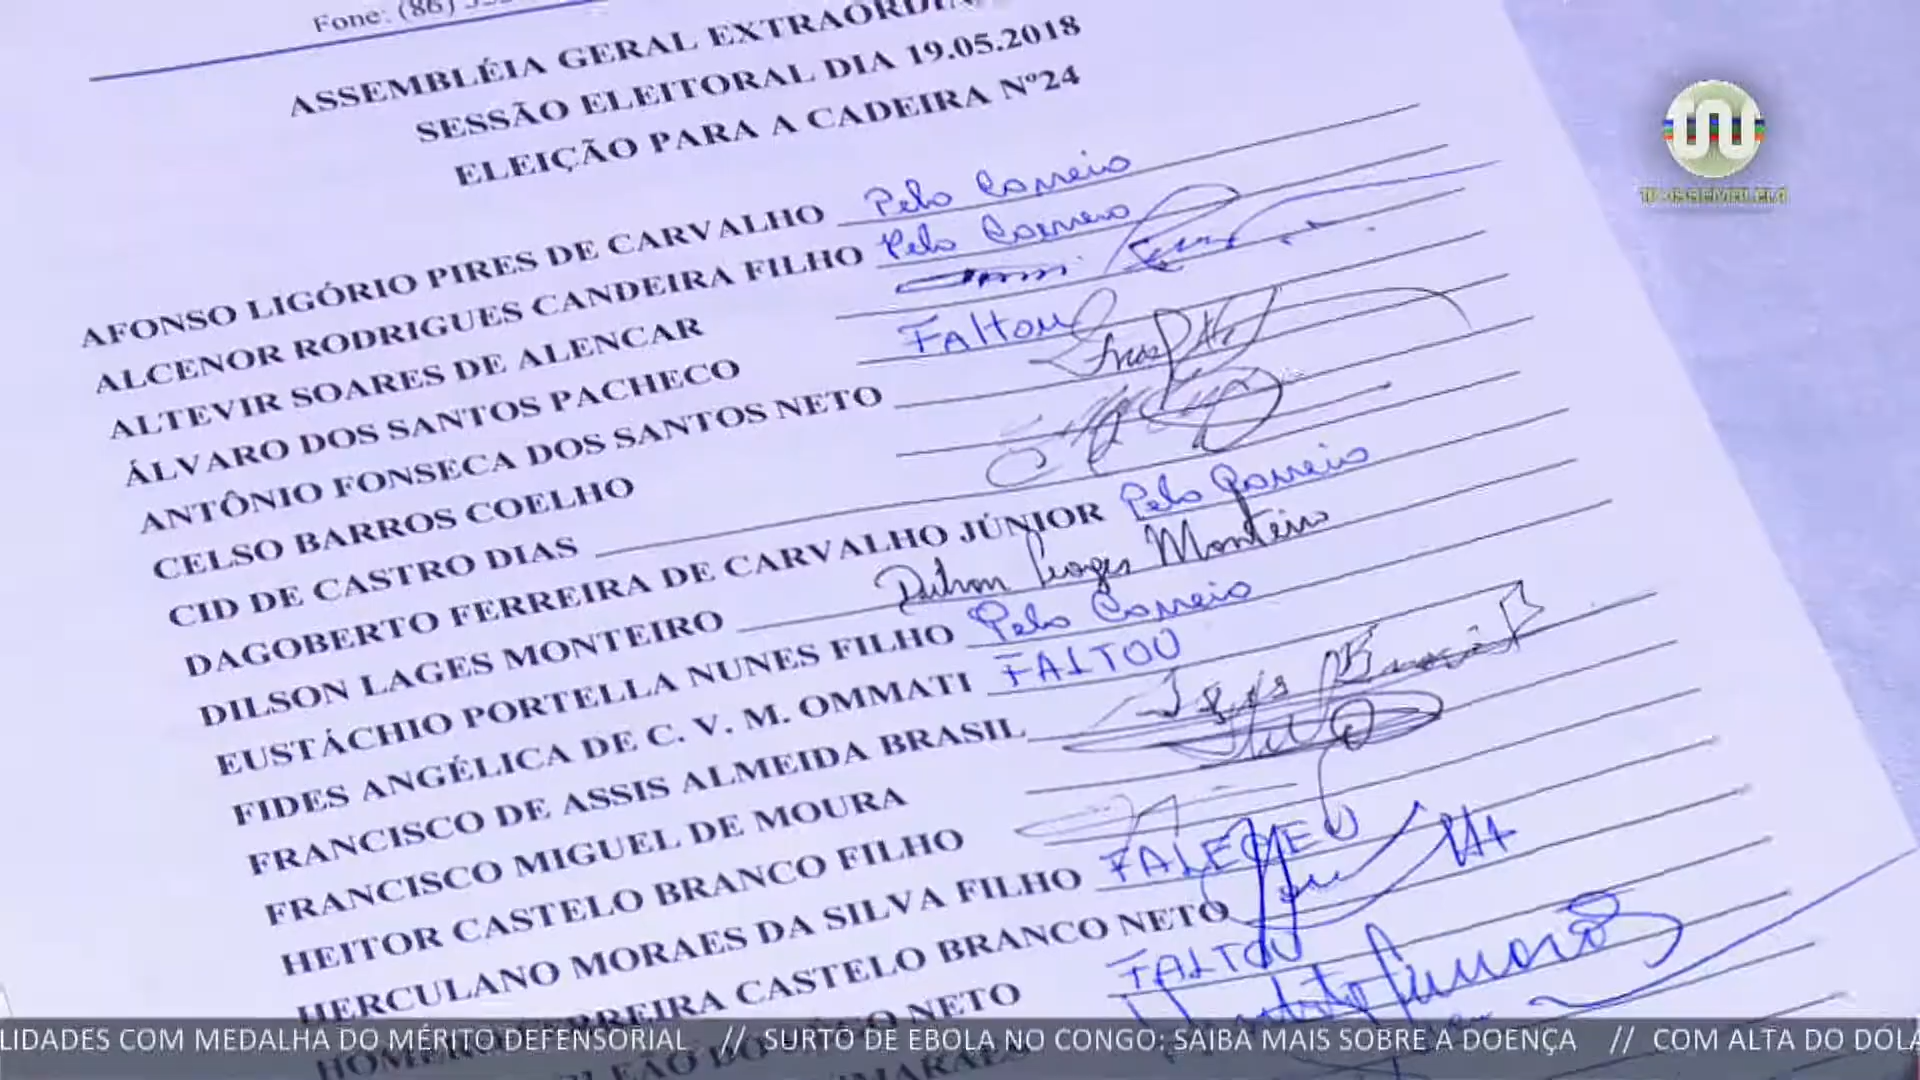 Fone: (86)
ASSEMBLÉIA GERAL
SESSÃO ELEITORAL DIA 19.05.2018
ELEIÇÃO PARA A CADEIRA Nº24
AFONSO LIGÓRIO PIRES DE CARVALHO Pelo Correio
ALCENOR RODRIGUES CANDEIRA FILHO Pelo Correio
ALTEVIR SOARES DE ALENCAR
ÁLVARO DOS SANTOS PACHECO Faltou
ANTÔNIO FONSECA DOS SANTOS NETO
CELSO BARROS COELHO
CID DE CASTRO DIAS
DAGOBERTO FERREIRA DE CARVALHO JÚNIOR Pelo Correio
DILSON LAGES MONTEIRO Dilson Lages Monteiro
EUSTÁCHIO PORTELLA NUNES FILHO Pelo Correio
FIDES ANGÉLICA DE C. V. M. OMMATI FALTOU
FRANCISCO DE ASSIS ALMEIDA BRASIL
FRANCISCO MIGUEL DE MOURA
HEITOR CASTELO BRANCO FILHO
HERCULANO MORAES DA SILVA FILHO FALECEU
CASTELO BRANCO NETO
NETO FALTOU
TV ASSEMBLEIA
LIDADES COM MEDALHA DO MÉRITO DEFENSORIAL // SURTO DE EBOLA NO CONGO: SAIBA MAIS SOBRE A DOENÇA // COM ALTA DO DÓLA